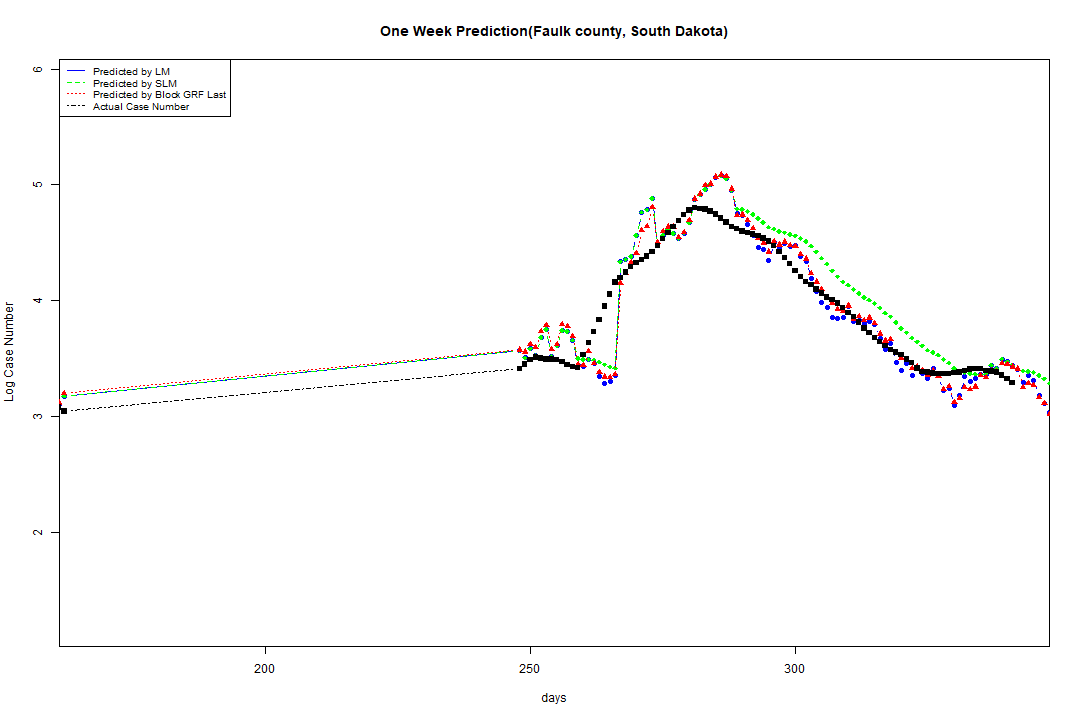 One Week Prediction(Faulk county, South Dakota)
Predicted by LM
Predicted by SLM
Predicted by Block GRF Last
Actual Case Number
6
5
4
3
2
Log Case Number
200
250
300
days